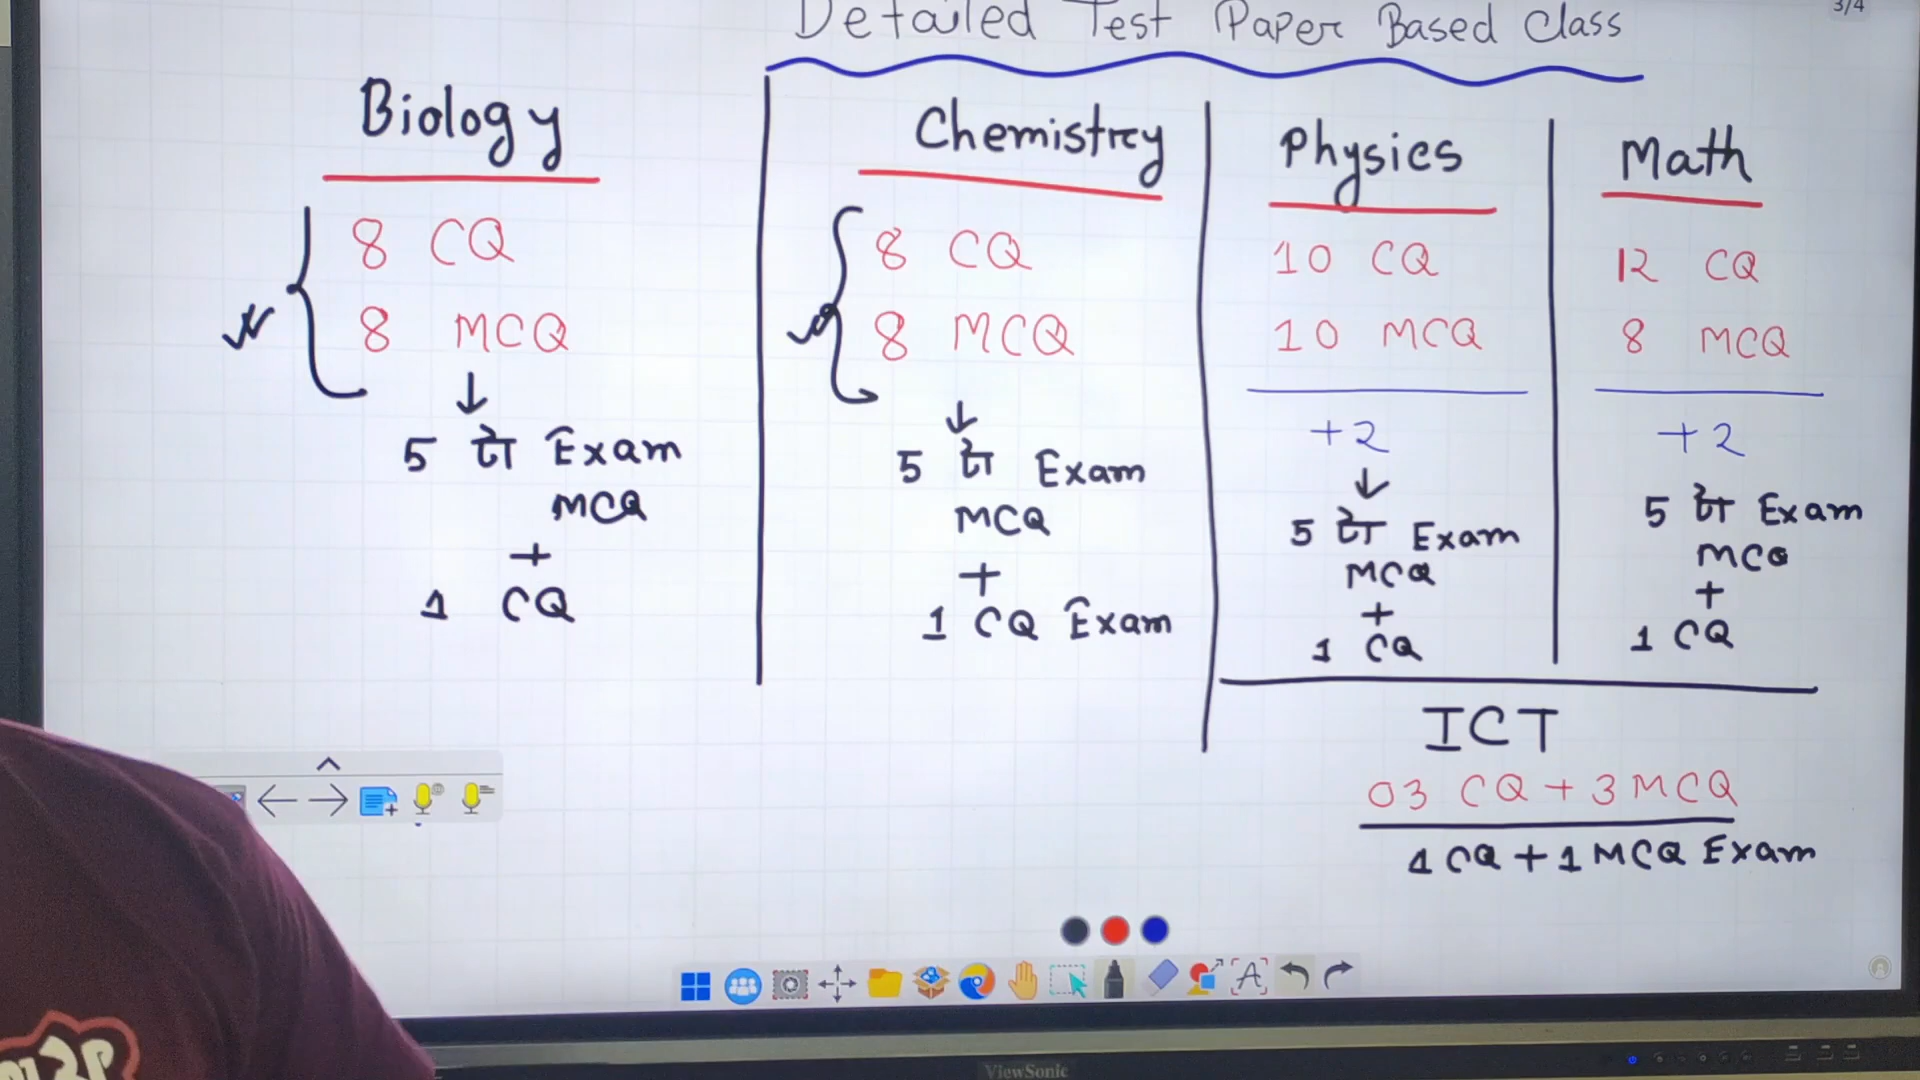 3/4
Detailed Test Paper Based Class
Biology
8 CQ
8 MCQ
5 টা Exam
MCQ
+
1 CQ
Chemistry
8 CQ
8 MCQ
5 টা Exam
MCQ
+
1 CQ Exam
Physics
10 CQ
10 MCQ
+2
5 টা Exam
MCQ
+
1 CQ
Math
12 CQ
8 MCQ
+2
5 টা Exam
MCQ
+
1 CQ
ICT
03 CQ + 3 MCQ
1 CQ + 1 MCQ Exam
ViewSonic